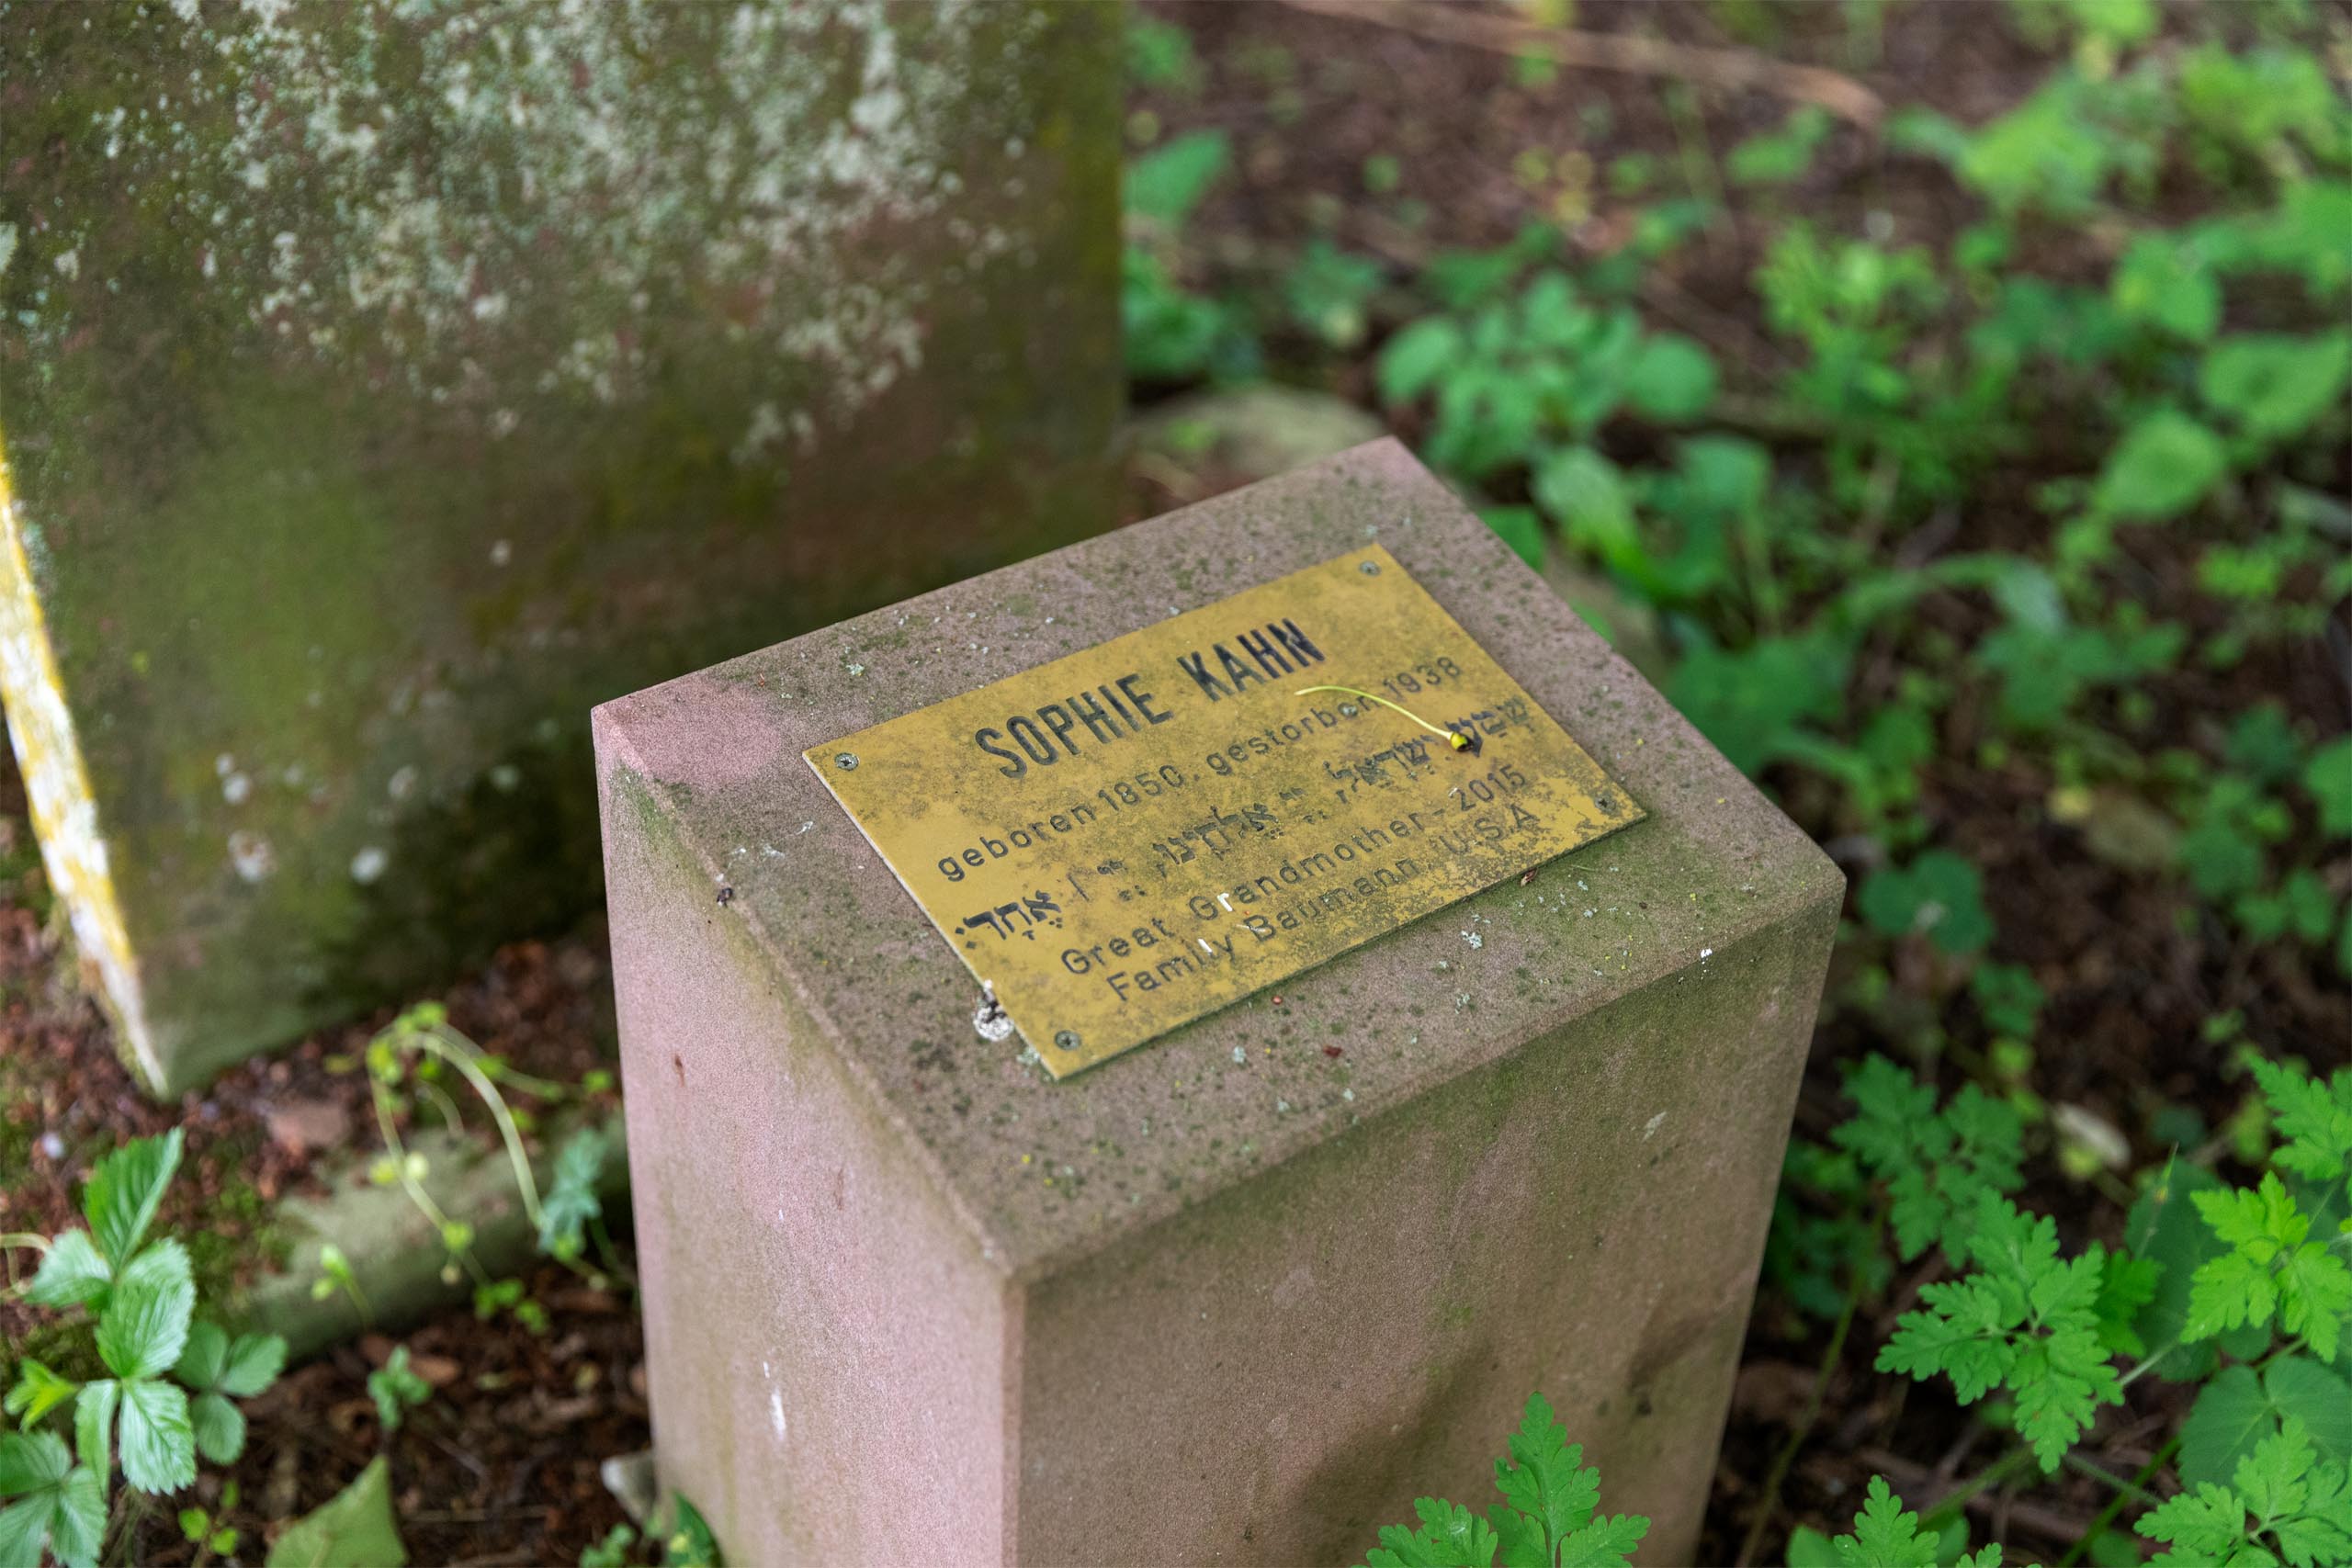 SOPHIE KAHN
geboren 1850, gestorben 1938
שְׁמַע יִשְׂרָאֵל, יְיָ אֱלֹהֵינוּ, יְיָ אֶחָד׃
Great Grandmother - 2015
Family Baumann, U.S.A